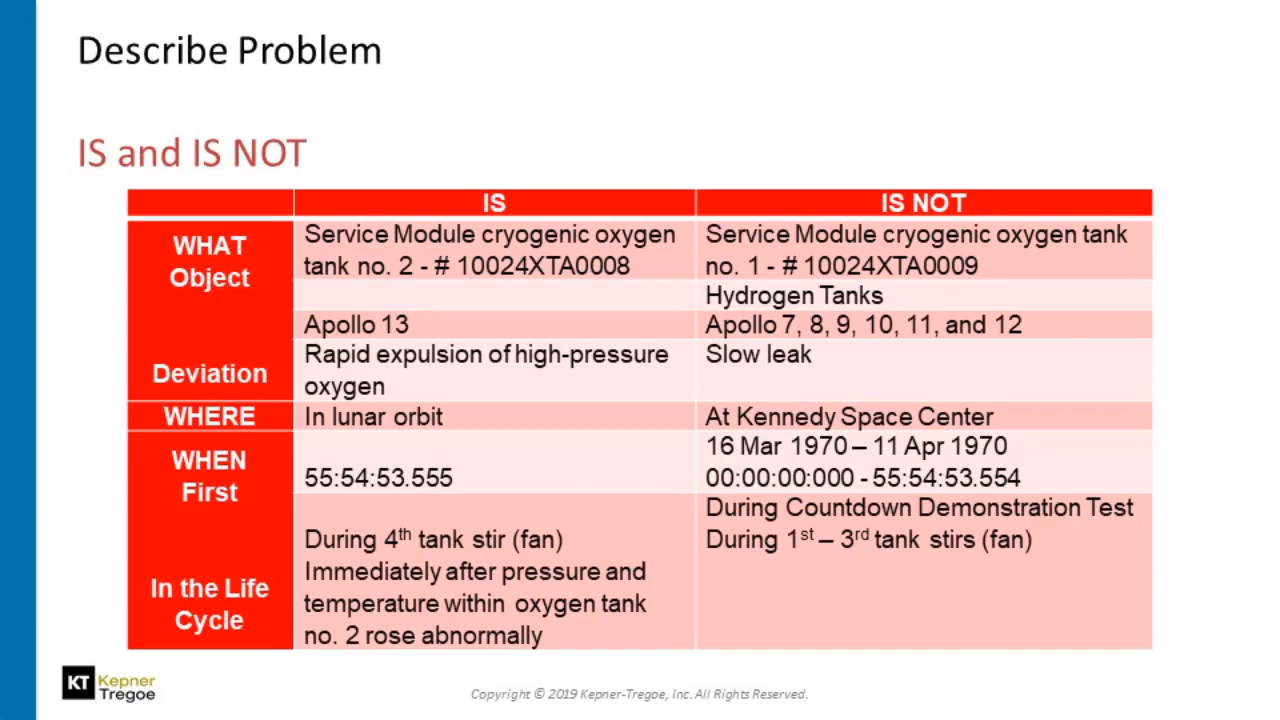 Describe Problem
IS and IS NOT
IS IS NOT
WHAT
Object
Service Module cryogenic oxygen
tank no. 2 - # 10024XTA0008
Service Module cryogenic oxygen tank
no. 1 - # 10024XTA0009
Hydrogen Tanks
Apollo 13
Apollo 7, 8, 9, 10, 11, and 12
Deviation
Rapid expulsion of high-pressure
oxygen
Slow leak
WHERE
In lunar orbit
At Kennedy Space Center
WHEN
First
55:54:53.555
16 Mar 1970 – 11 Apr 1970
00:00:00:000 - 55:54:53.554
In the Life
Cycle
During 4th tank stir (fan)
Immediately after pressure and
temperature within oxygen tank
no. 2 rose abnormally
During Countdown Demonstration Test
During 1st – 3rd tank stirs (fan)
KT Kepner
Tregoe
Copyright © 2019 Kepner-Tregoe, Inc. All Rights Reserved.